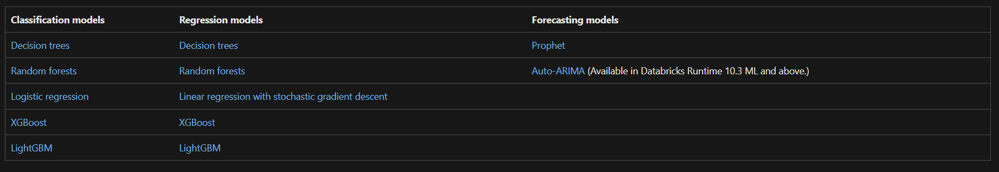 Classification models Regression models Forecasting models
Decision trees Decision trees Prophet
Random forests Random forests Auto-ARIMA (Available in Databricks Runtime 10.3 ML and above.)
Logistic regression Linear regression with stochastic gradient descent
XGBoost XGBoost
LightGBM LightGBM